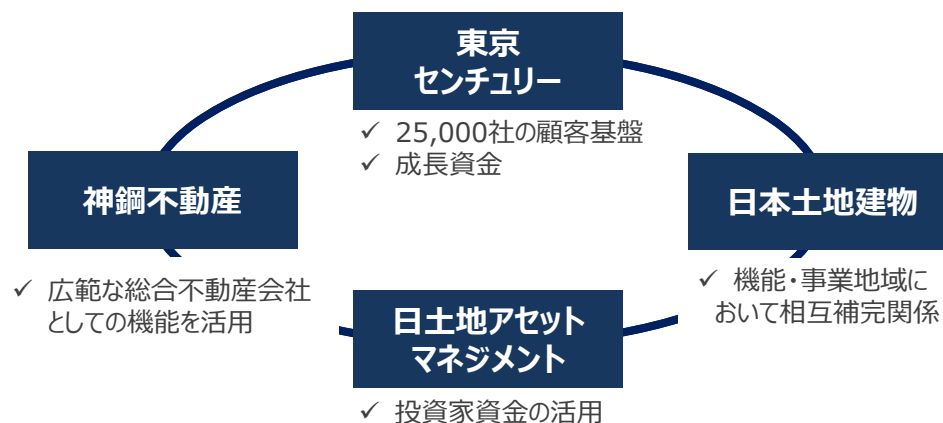 東京
センチュリー
✓ 25,000社の顧客基盤
✓ 成長資金
神鋼不動産
✓ 広範な総合不動産会社
としての機能を活用
日本土地建物
✓ 機能・事業地域に
おいて相互補完関係
日土地アセット
マネジメント
✓ 投資家資金の活用